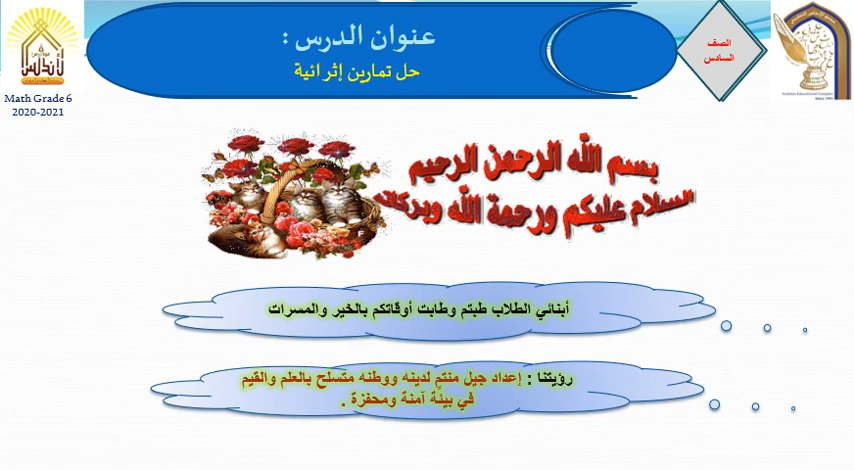 عنوان الدرس :
حل تمارين إثرائية
الصف
السادس
Math Grade 6
2020-2021
بسم الله الرحمن الرحيم
السلام عليكم ورحمة الله وبركاته
أبنائي الطلاب طبتم وطابت أوقاتكم بالخير والمسرات
رؤيتنا : إعداد جيل منتمٍ لدينه ووطنه متسلح بالعلم والقيم
في بيئة آمنة ومحفزة .